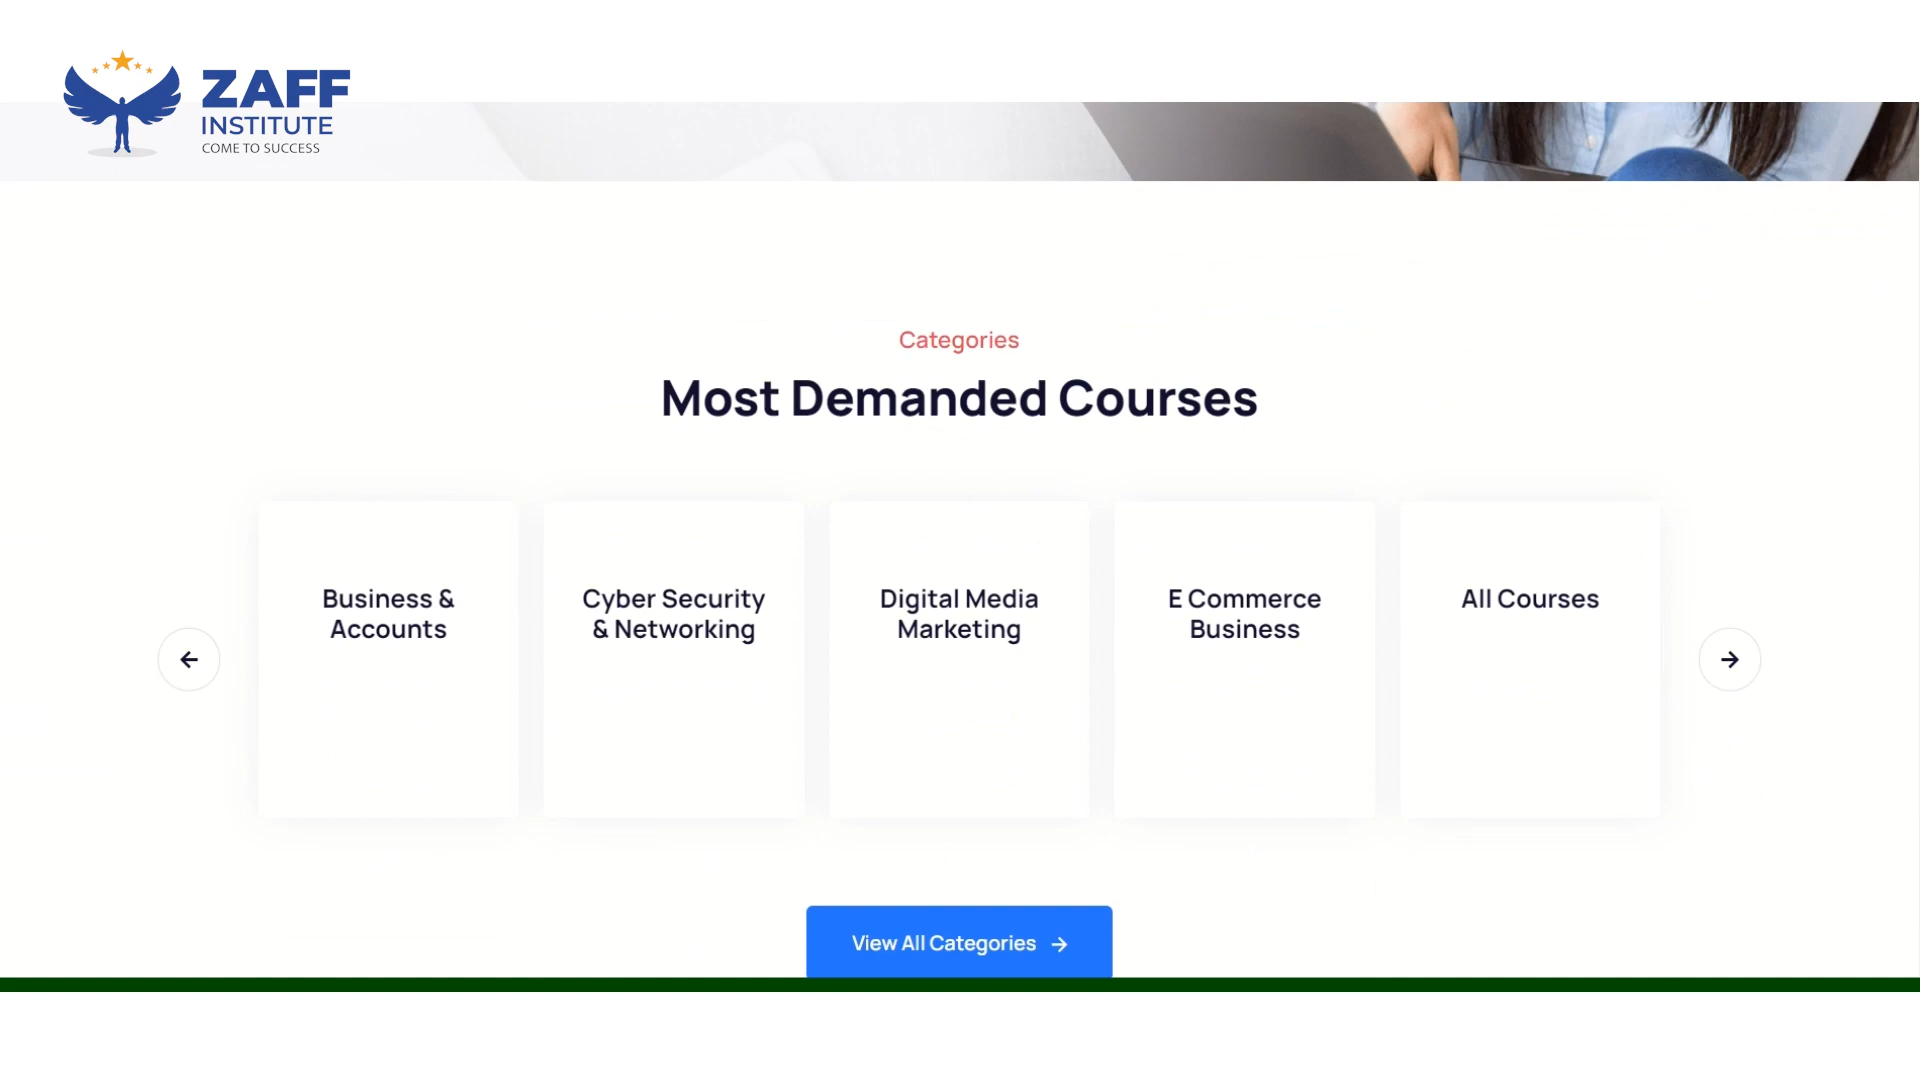 ZAFF
INSTITUTE
COME TO SUCCESS
Categories
Most Demanded Courses
Business &
Accounts
Cyber Security
& Networking
Digital Media
Marketing
E Commerce
Business
All Courses
View All Categories